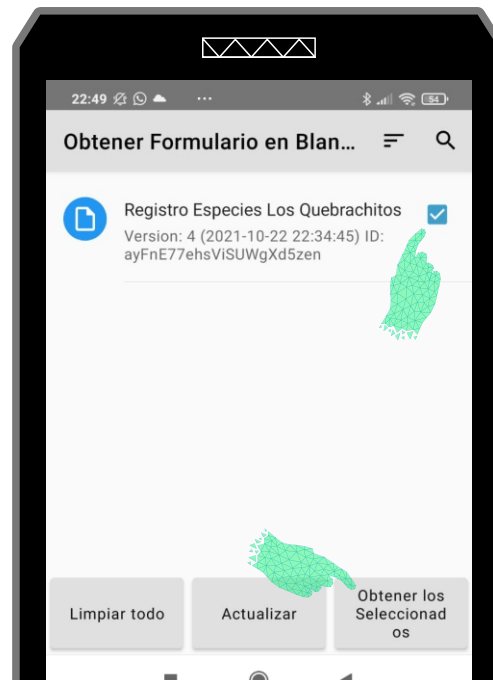 22:49 ... 54
Obtener Formulario en Blan...
Registro Especies Los Quebrachitos
Version: 4 (2021-10-22 22:34:45) ID:
ayFnE77ehsViSUWgXd5zen
Limpiar todo
Actualizar
Obtener los
Seleccionad
os